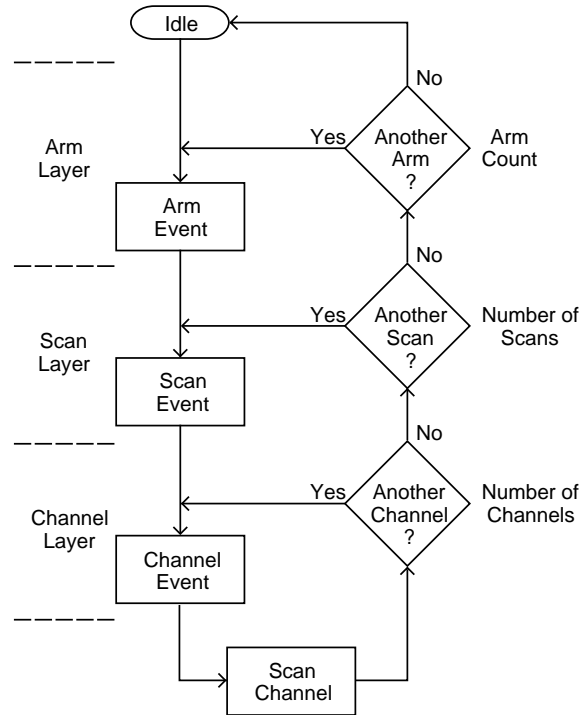 Idle
No
Yes
Another
Arm
?
Arm
Count
Arm
Layer
Arm
Event
No
Yes
Another
Scan
?
Number of
Scans
Scan
Layer
Scan
Event
No
Yes
Another
Channel
?
Number of
Channels
Channel
Layer
Channel
Event
Scan
Channel